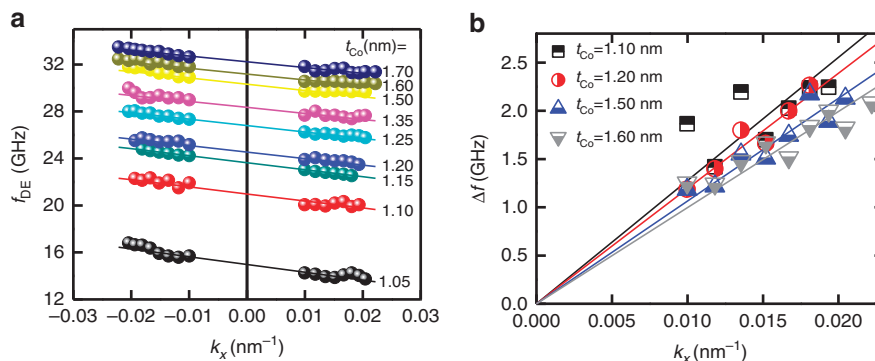 a
b
t_Co(nm)=
1.70
1.60
1.50
1.35
1.25
1.20
1.15
1.10
1.05
32
28
24
20
16
12
f_DE (GHz)
−0.03 −0.02 −0.01 0.00 0.01 0.02 0.03
k_x (nm⁻¹)
t_Co=1.10 nm
t_Co=1.20 nm
t_Co=1.50 nm
t_Co=1.60 nm
2.5
2.0
1.5
1.0
0.5
0.0
Δf (GHz)
0.000 0.005 0.010 0.015 0.020
k_x (nm⁻¹)